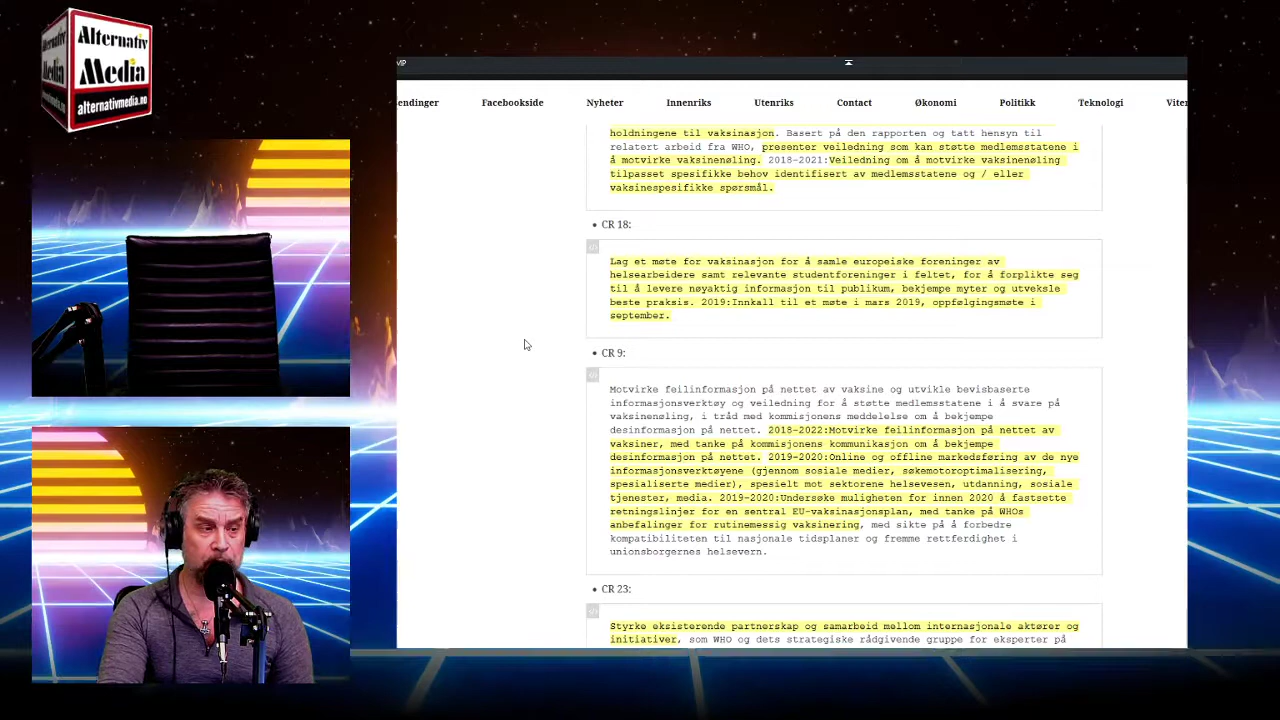 Alternativ
Media
alternativmedia.no
Alternativ
Media
VIP
endinger
Facebookside
Nyheter
Innenriks
Utenriks
Contact
Økonomi
Politikk
Teknologi
Viter
holdningene til vaksinasjon. Basert på den rapporten og tatt hensyn til
relatert arbeid fra WHO, presenter veiledning som kan støtte medlemsstatene i
å motvirke vaksinenøling. 2018-2021:Veiledning om å motvirke vaksinenøling
tilpasset spesifikke behov identifisert av medlemsstatene og / eller
vaksinespesifikke spørsmål.
• CR 18:
Lag et møte for vaksinasjon for å samle europeiske foreninger av
helsearbeidere samt relevante studentforeninger i feltet, for å forplikte seg
til å levere nøyaktig informasjon til publikum, bekjempe myter og utveksle
beste praksis. 2019:Innkall til et møte i mars 2019, oppfølgingsmøte i
september.
• CR 9:
Motvirke feilinformasjon på nettet av vaksine og utvikle bevisbaserte
informasjonsverktøy og veiledning for å støtte medlemsstatene i å svare på
vaksinenøling, i tråd med kommisjonens meddelelse om å bekjempe
desinformasjon på nettet. 2018-2022:Motvirke feilinformasjon på nettet av
vaksiner, med tanke på kommisjonens kommunikasjon om å bekjempe
desinformasjon på nettet. 2019-2020:Online og offline markedsføring av de nye
informasjonsverktøyene (gjennom sosiale medier, søkemotoroptimalisering,
spesialiserte medier), spesielt mot sektorene helsevesen, utdanning, sosiale
tjenester, media. 2019-2020:Undersøke muligheten for innen 2020 å fastsette
retningslinjer for en sentral EU-vaksinasjonsplan, med tanke på WHOs
anbefalinger for rutinemessig vaksinering, med sikte på å forbedre
kompatibiliteten til nasjonale tidsplaner og fremme rettferdighet i
unionsborgernes helsevern.
• CR 23:
Styrke eksisterende partnerskap og samarbeid mellom internasjonale aktører og
initiativer, som WHO og dets strategiske rådgivende gruppe for eksperter på